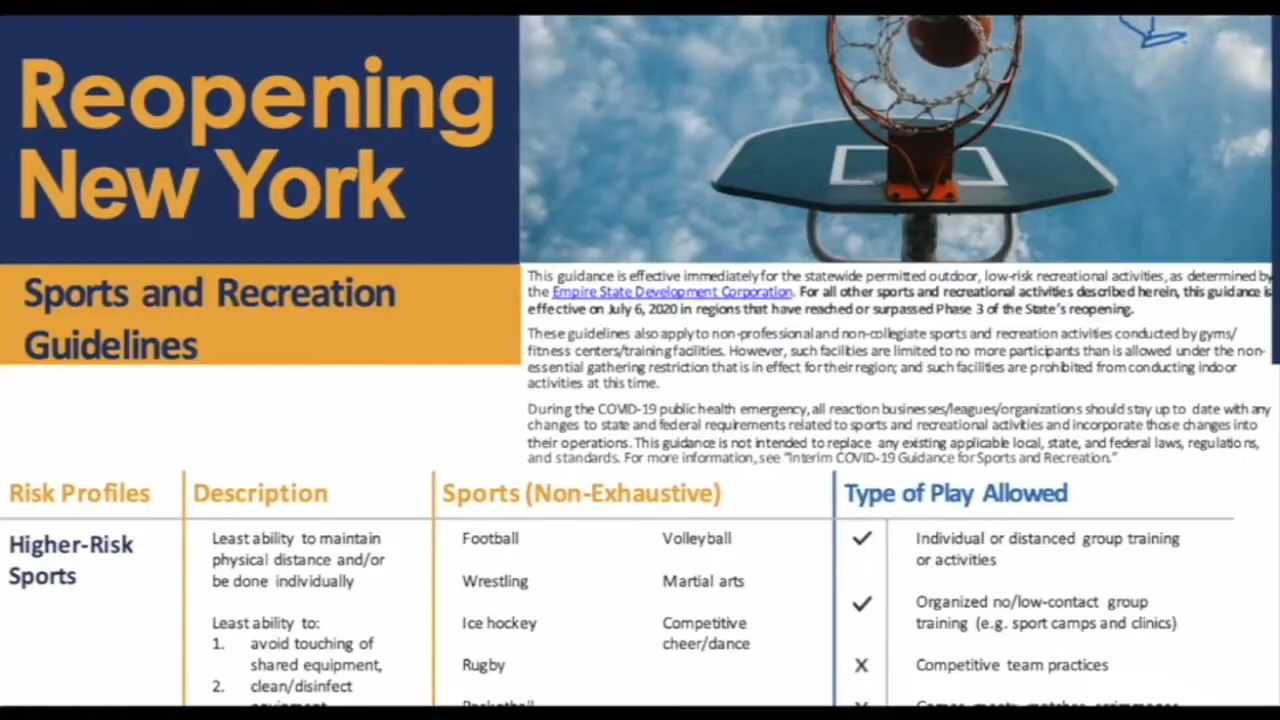 Reopening
New York
Sports and Recreation
Guidelines
This guidance is effective immediately for the statewide permitted outdoor, low-risk recreational activities, as determined by
the Empire State Development Corporation. For all other sports and recreational activities described herein, this guidance is
effective on July 6, 2020 in regions that have reached or surpassed Phase 3 of the State's reopening.
These guidelines also apply to non-professional and non-collegiate sports and recreation activities conducted by gyms/
fitness centers/training facilities. However, such facilities are limited to no more participants than is allowed under the non-
essential gathering restriction that is in effect for their region; and such facilities are prohibited from conducting indoor
activities at this time.
During the COVID-19 public health emergency, all reaction businesses/leagues/organizations should stay up to date with any
changes to state and federal requirements related to sports and recreational activities and incorporate those changes into
their operations. This guidance is not intended to replace any existing applicable local, state, and federal laws, regulations,
and standards. For more information, see "Interim COVID-19 Guidance for Sports and Recreation."
Risk Profiles
Description
Sports (Non-Exhaustive)
Type of Play Allowed
Higher-Risk
Sports
Least ability to maintain
physical distance and/or
be done individually
Least ability to:
1. avoid touching of
shared equipment,
2. clean/disinfect
Football
Wrestling
Ice hockey
Rugby
Volleyball
Martial arts
Competitive
cheer/dance
✓ Individual or distanced group training
or activities
✓ Organized no/low-contact group
training (e.g. sport camps and clinics)
X Competitive team practices